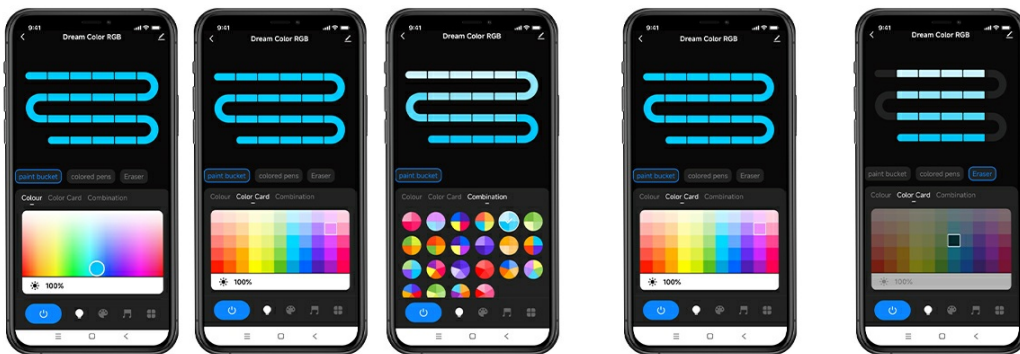 9:41
Dream Color RGB
paint bucket colored pens Eraser
Colour Color Card Combination
100%
9:41
Dream Color RGB
paint bucket colored pens Eraser
Colour Color Card Combination
100%
9:41
Dream Color RGB
paint bucket
Colour Color Card Combination
9:41
Dream Color RGB
paint bucket colored pens Eraser
Colour Color Card Combination
100%
9:41
Dream Color RGB
paint bucket colored pens Eraser
Colour Color Card Combination
100%